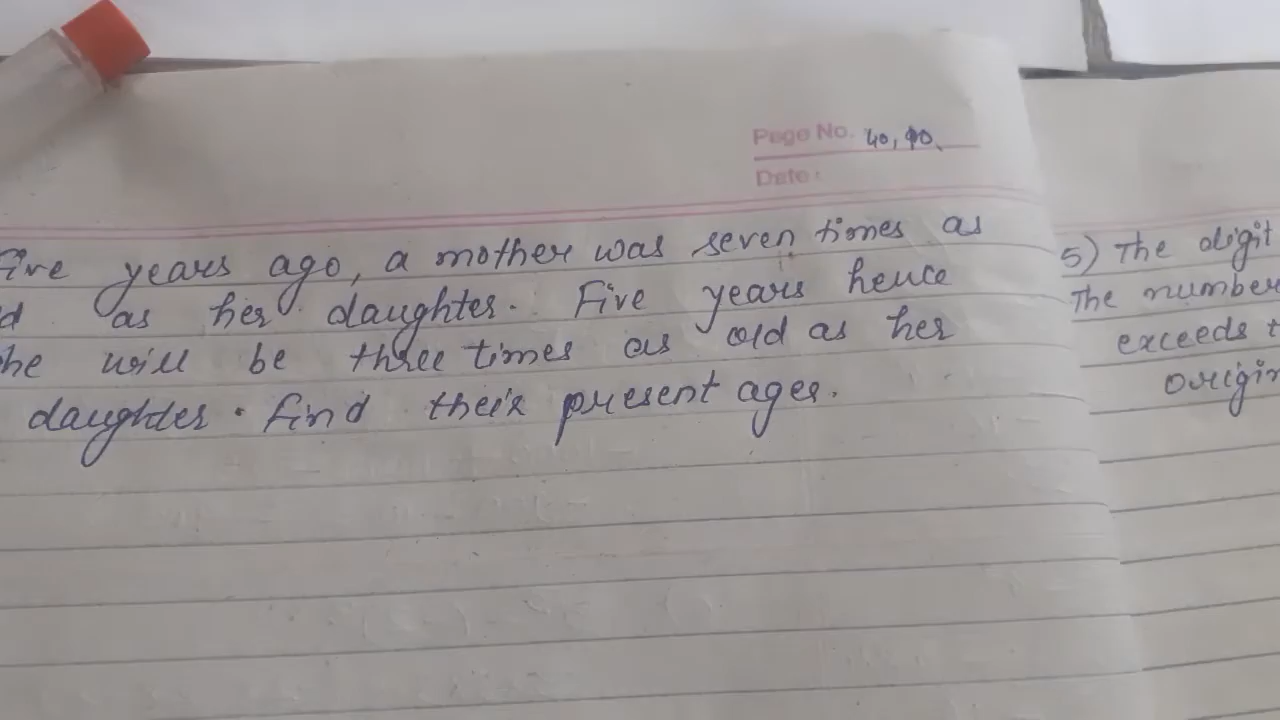 Page No. 40, 90,
Date:
Five years ago, a mother was seven times as
d as her daughter. Five years hence
he will be three times as old as her
daughter. Find their present ages.
5) The digit
The number
exceeds t
origin